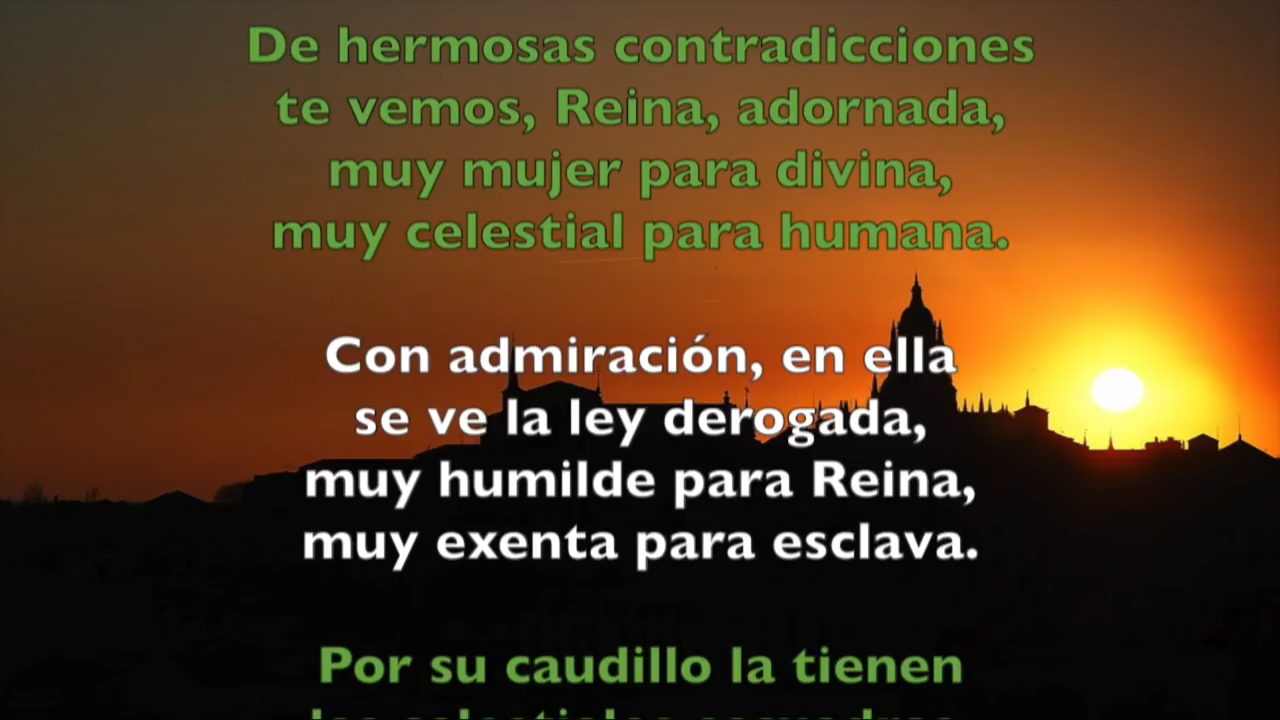 De hermosas contradicciones
te vemos, Reina, adornada,
muy mujer para divina,
muy celestial para humana.
Con admiración, en ella
se ve la ley derogada,
muy humilde para Reina,
muy exenta para esclava.
Por su caudillo la tienen